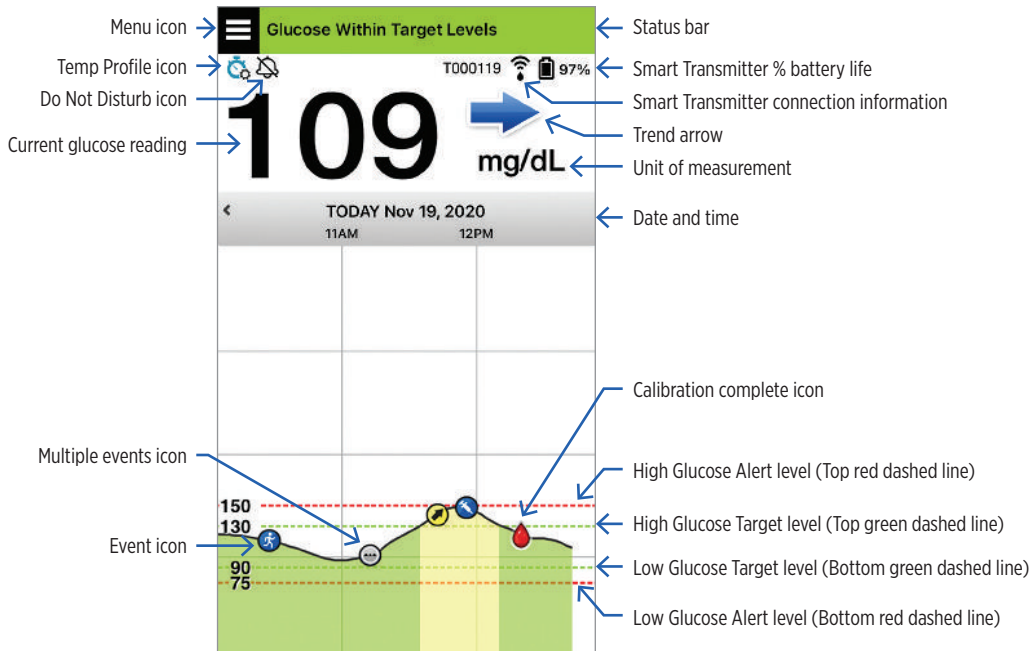 Menu icon
Glucose Within Target Levels
Status bar
Temp Profile icon
T000119
97%
Smart Transmitter % battery life
Do Not Disturb icon
Smart Transmitter connection information
Current glucose reading
109
Trend arrow
mg/dL
Unit of measurement
TODAY Nov 19, 2020
Date and time
11AM
12PM
Calibration complete icon
Multiple events icon
High Glucose Alert level (Top red dashed line)
150
130
High Glucose Target level (Top green dashed line)
Event icon
90
Low Glucose Target level (Bottom green dashed line)
75
Low Glucose Alert level (Bottom red dashed line)